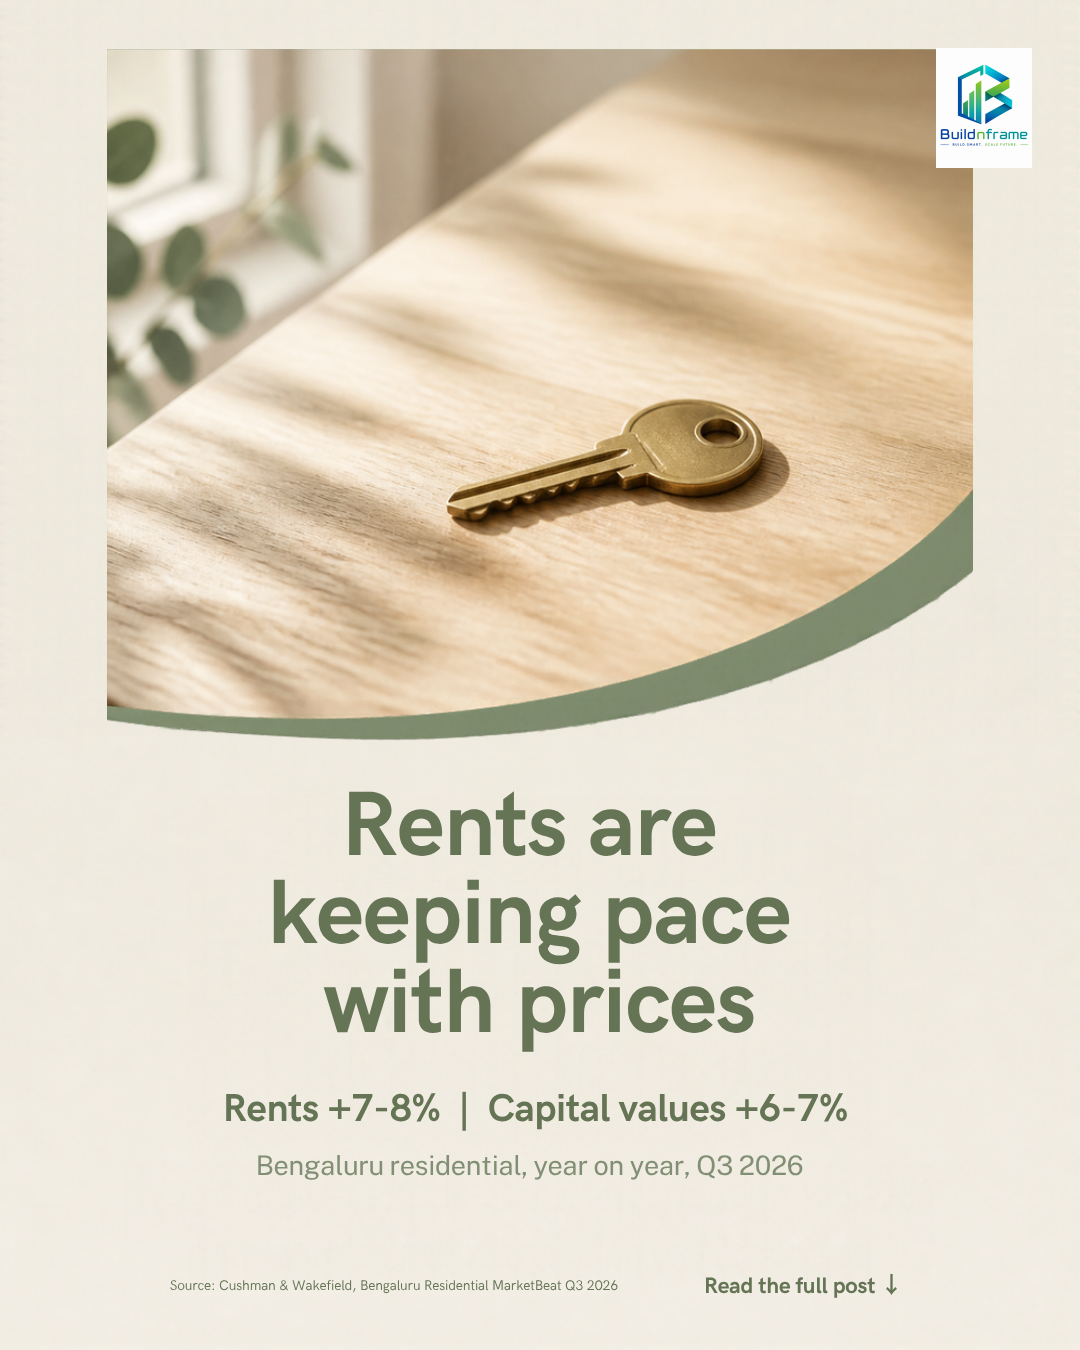 Buildnframe
BUILD SMART. SCALE FUTURE.
Rents are
keeping pace
with prices
Rents +7-8% | Capital values +6-7%
Bengaluru residential, year on year, Q3 2026
Source: Cushman & Wakefield, Bengaluru Residential MarketBeat Q3 2026
Read the full post ↓